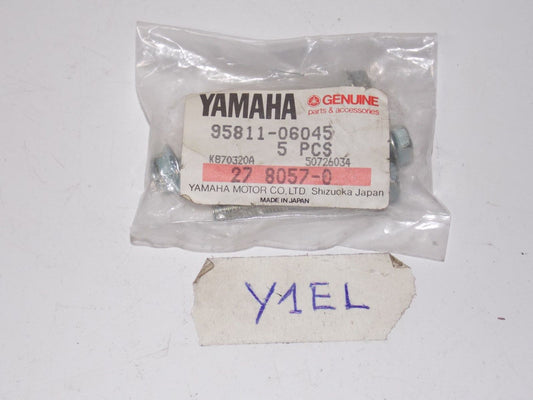 YAMAHA GENUINE
parts & accessories
95811-06045
5 PCS
KB70320A 50726034
27 8057-0
YAMAHA MOTOR CO., LTD. Shizuoka Japan
MADE IN JAPAN
Y1EL